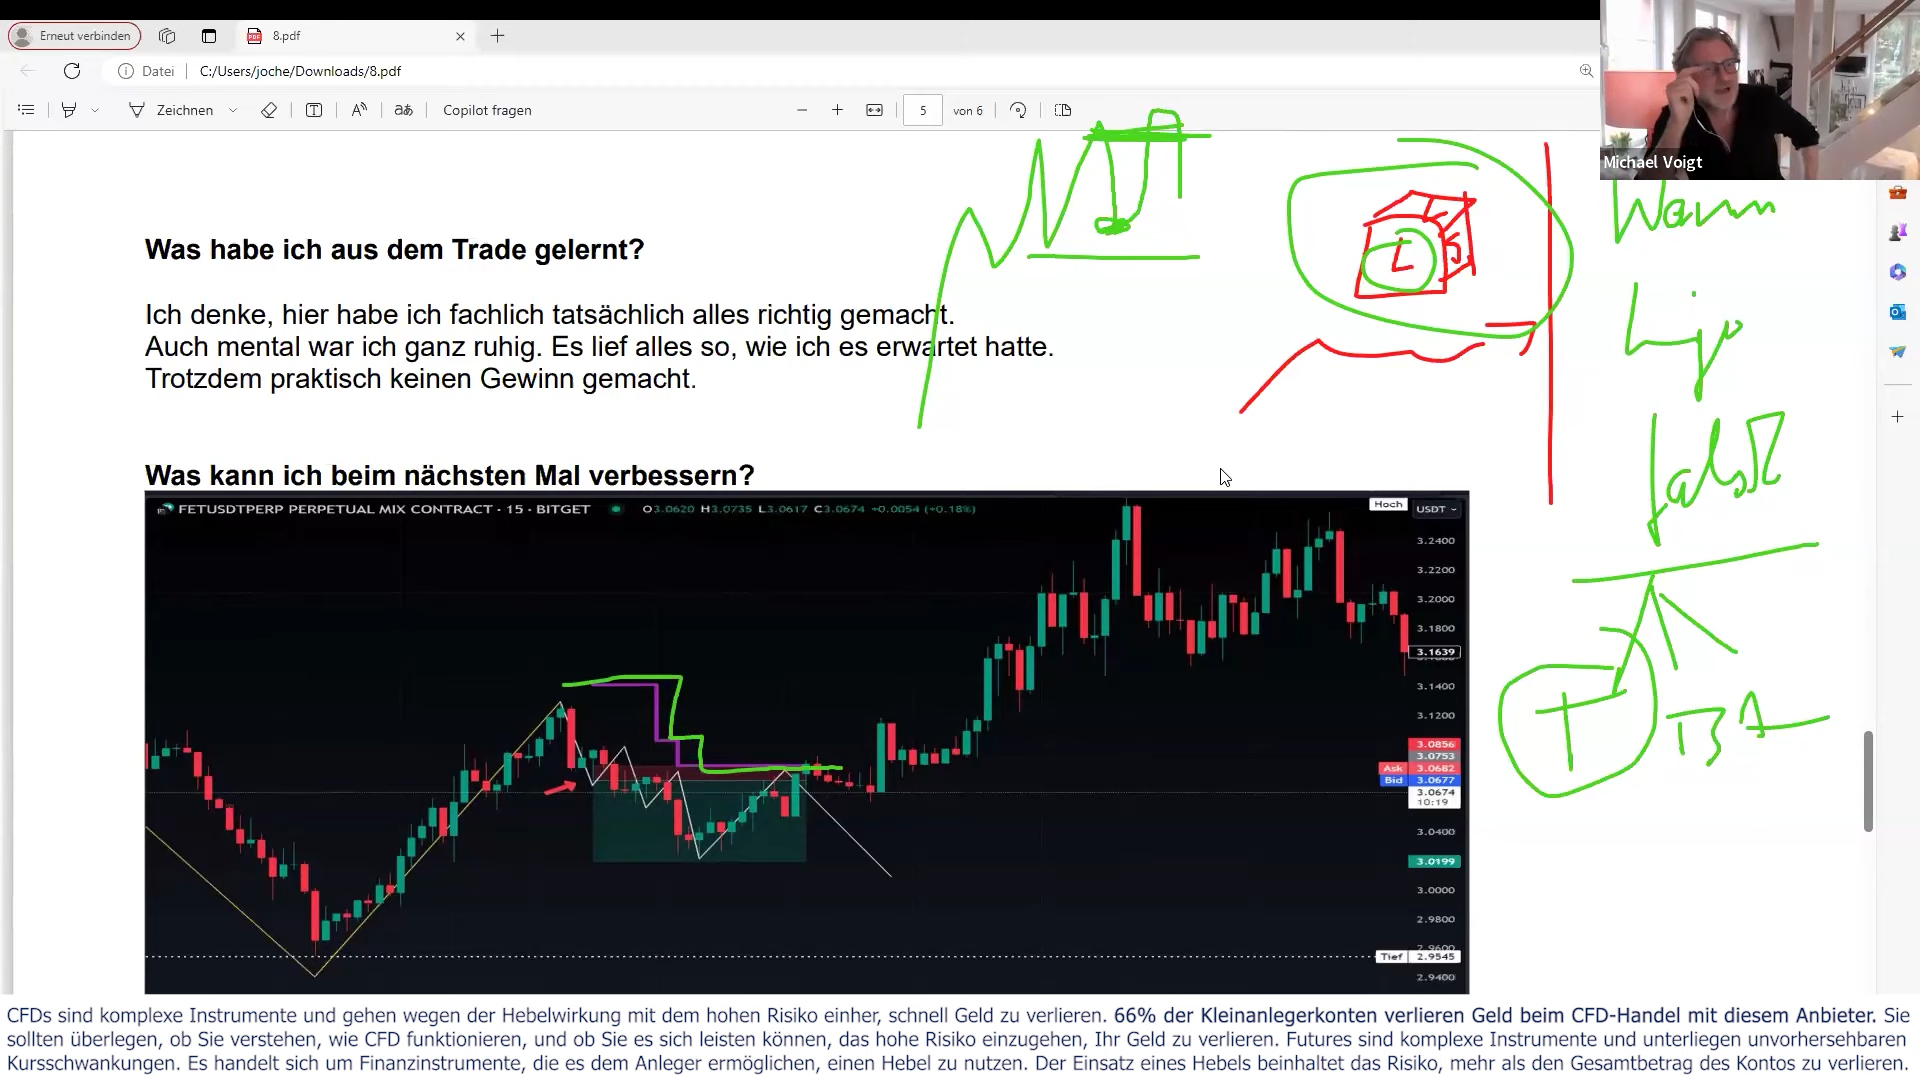 Erneut verbinden
8.pdf
Datei
C:/Users/joche/Downloads/8.pdf
Zeichnen
aあ
Copilot fragen
5
von 6
Michael Voigt
Was habe ich aus dem Trade gelernt?
Ich denke, hier habe ich fachlich tatsächlich alles richtig gemacht.
Auch mental war ich ganz ruhig. Es lief alles so, wie ich es erwartet hatte.
Trotzdem praktisch keinen Gewinn gemacht.
Was kann ich beim nächsten Mal verbessern?
FETUSDTPERP PERPETUAL MIX CONTRACT · 15 · BITGET
O3.0620 H3.0735 L3.0617 C3.0674 +0.0054 (+0.18%)
Hoch
USDT
3.2400
3.2200
3.2000
3.1800
3.1639
3.1400
3.1200
3.0856
3.0753
Ask 3.0682
Bid 3.0677
3.0674
10:19
3.0400
3.0199
3.0000
2.9800
2.9600
Tief 2.9545
2.9400
L
T
CFDs sind komplexe Instrumente und gehen wegen der Hebelwirkung mit dem hohen Risiko einher, schnell Geld zu verlieren. 66% der Kleinanlegerkonten verlieren Geld beim CFD-Handel mit diesem Anbieter. Sie
sollten überlegen, ob Sie verstehen, wie CFD funktionieren, und ob Sie es sich leisten können, das hohe Risiko einzugehen, Ihr Geld zu verlieren. Futures sind komplexe Instrumente und unterliegen unvorhersehbaren
Kursschwankungen. Es handelt sich um Finanzinstrumente, die es dem Anleger ermöglichen, einen Hebel zu nutzen. Der Einsatz eines Hebels beinhaltet das Risiko, mehr als den Gesamtbetrag des Kontos zu verlieren.